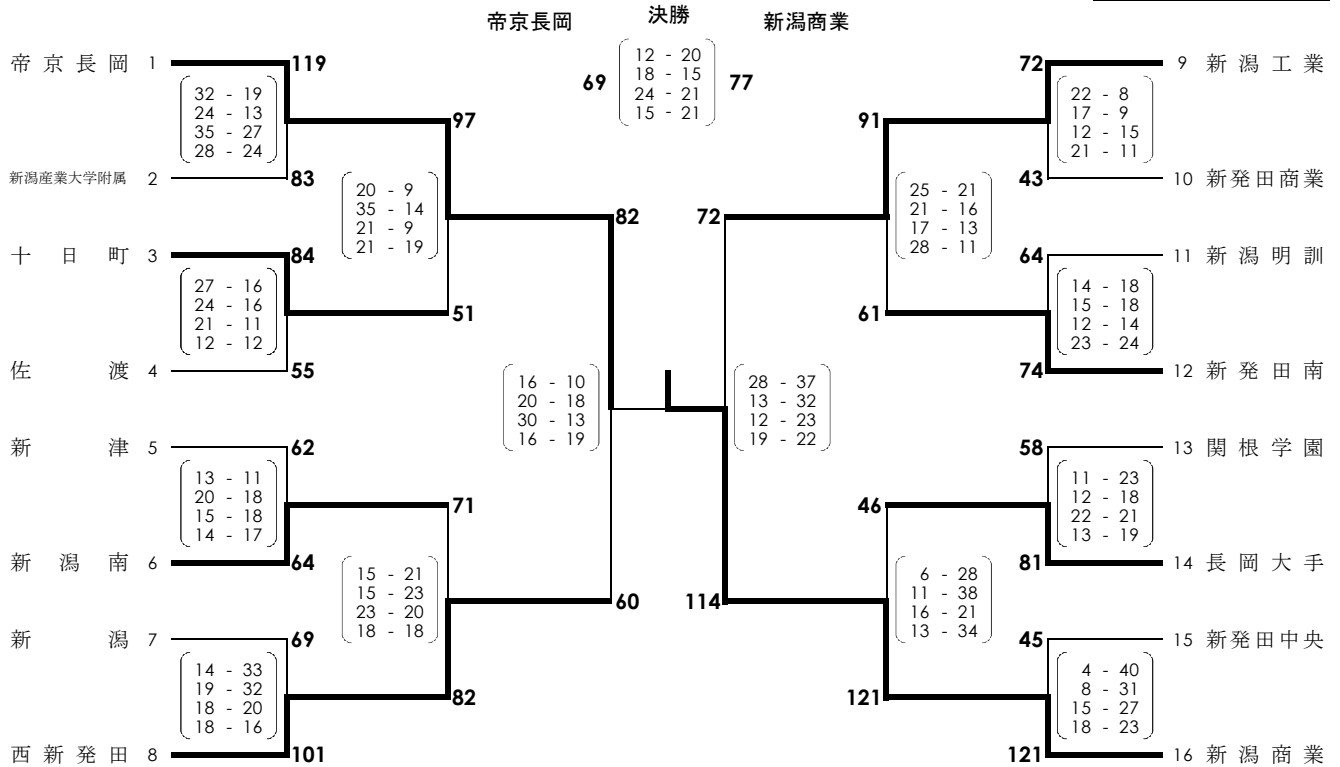 帝京長岡 決勝 新潟商業
69 12 - 20 77
18 - 15
24 - 21
15 - 21
帝京長岡 1 119
32 - 19
24 - 13
35 - 27
28 - 24
新潟産業大学附属 2 83
97
20 - 9
35 - 14
21 - 9
21 - 19
十日町 3 84
27 - 16
24 - 16
21 - 11
12 - 12
佐渡 4 55
51
82
16 - 10
20 - 18
30 - 13
16 - 19
新津 5 62
13 - 11
20 - 18
15 - 18
14 - 17
新潟南 6 64
71
15 - 21
15 - 23
23 - 20
18 - 18
新潟 7 69
14 - 33
19 - 32
18 - 20
18 - 16
西新発田 8 101
82
60
72 9 新潟工業
22 - 8
17 - 9
12 - 15
21 - 11
43 10 新発田商業
91
25 - 21
21 - 16
17 - 13
28 - 11
64 11 新潟明訓
14 - 18
15 - 18
12 - 14
23 - 24
74 12 新発田南
61
72
28 - 37
13 - 32
12 - 23
19 - 22
58 13 関根学園
11 - 23
12 - 18
22 - 21
13 - 19
81 14 長岡大手
46
6 - 28
11 - 38
16 - 21
13 - 34
45 15 新発田中央
4 - 40
8 - 31
15 - 27
18 - 23
121 16 新潟商業
121
114